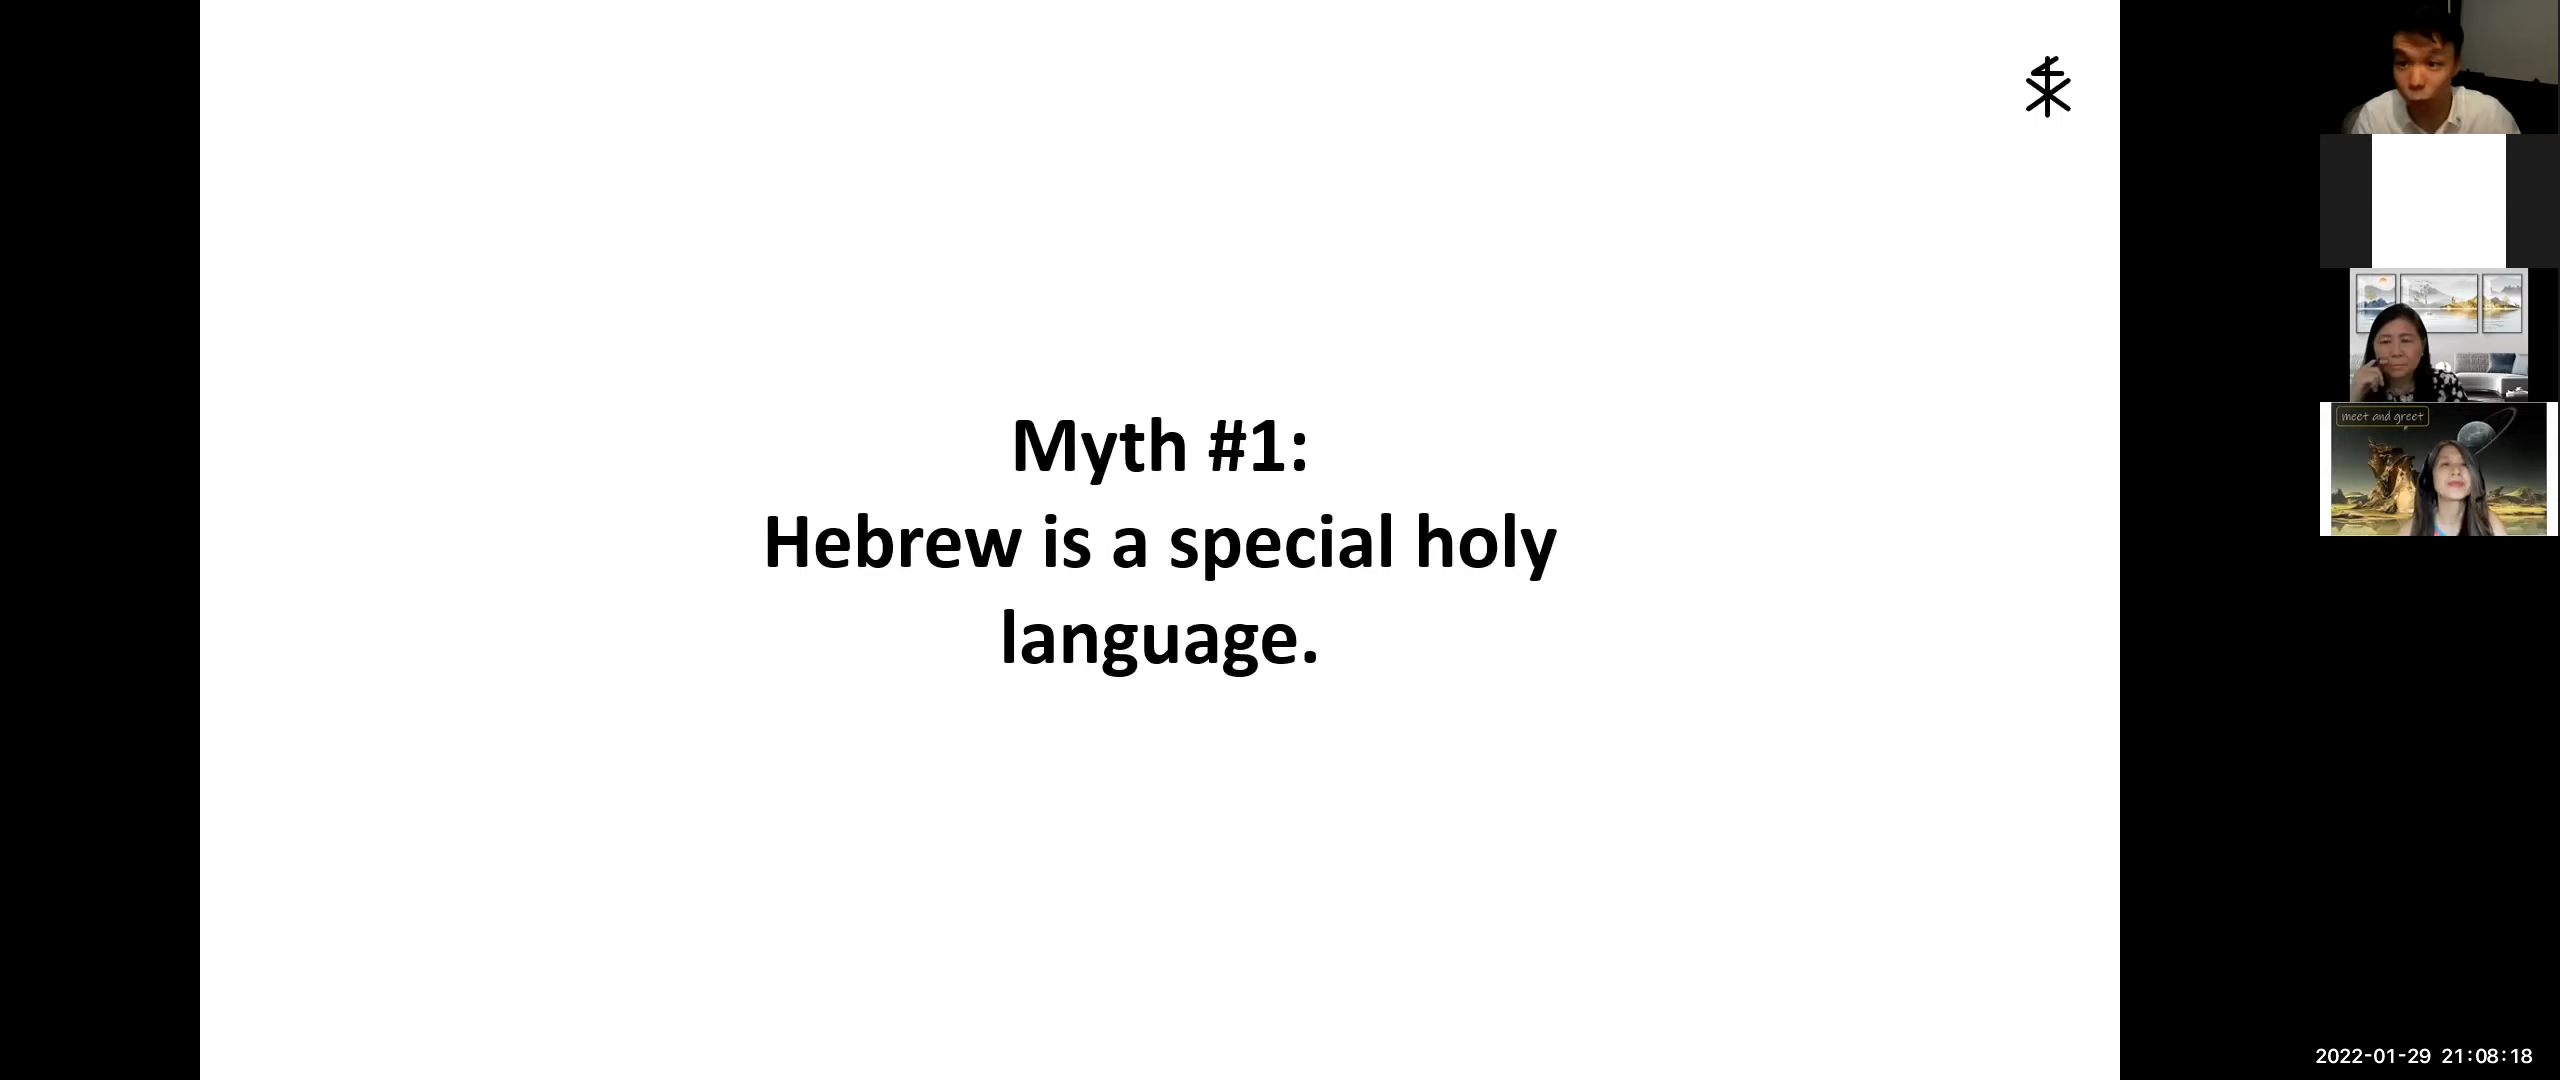 Myth #1:
Hebrew is a special holy
language.
meet and greet
2022-01-29 21:08:18